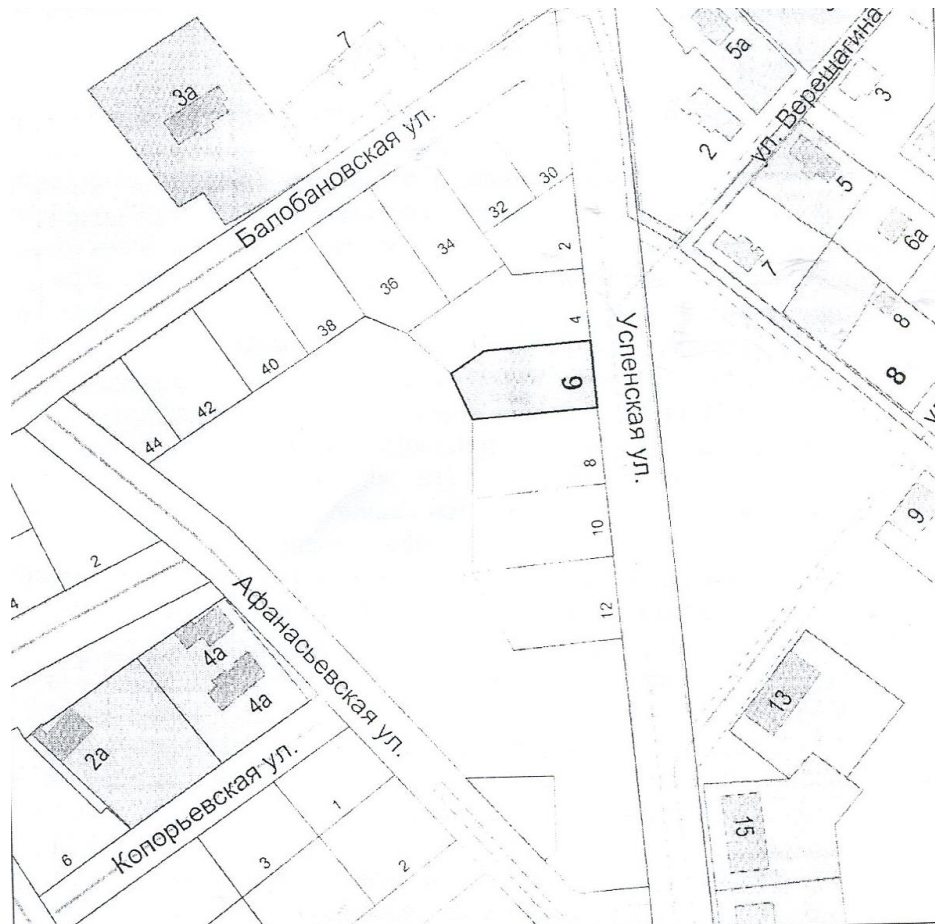 3а
7
Балобановская ул.
5а
ул. Верещагина
3
2
5
6а
7
8
8
30
32
2
34
36
4
38
40
42
44
6
Успенская ул.
8
10
12
9
2
4
Афанасьевская ул.
4а
4а
2а
Копорьевская ул.
6
1
3
2
13
15